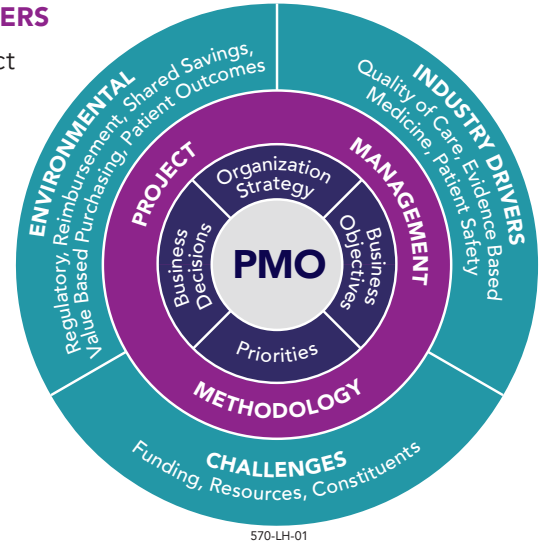 ERS
ct
ENVIRONMENTAL
Regulatory, Reimbursement, Shared Savings,
Value Based Purchasing, Patient Outcomes
INDUSTRY DRIVERS
Quality of Care, Evidence Based
Medicine, Patient Safety
PROJECT
MANAGEMENT
METHODOLOGY
Organization
Strategy
Business
Decisions
Business
Objectives
Priorities
PMO
CHALLENGES
Funding, Resources, Constituents
570-LH-01